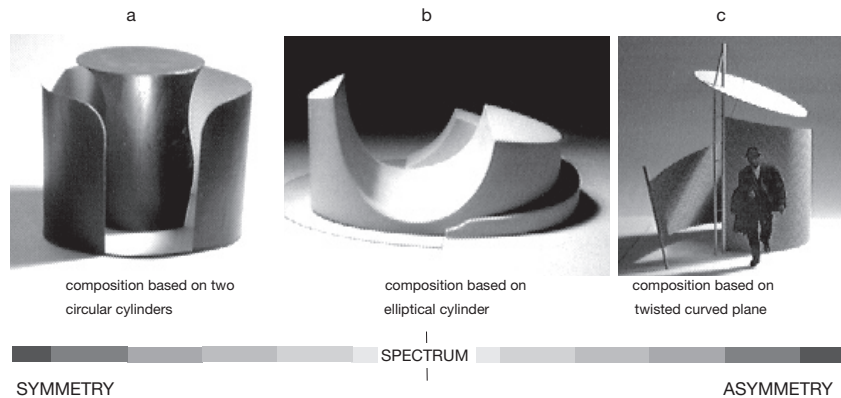 a
b
c
composition based on two
circular cylinders
composition based on
elliptical cylinder
composition based on
twisted curved plane
SPECTRUM
SYMMETRY
ASYMMETRY